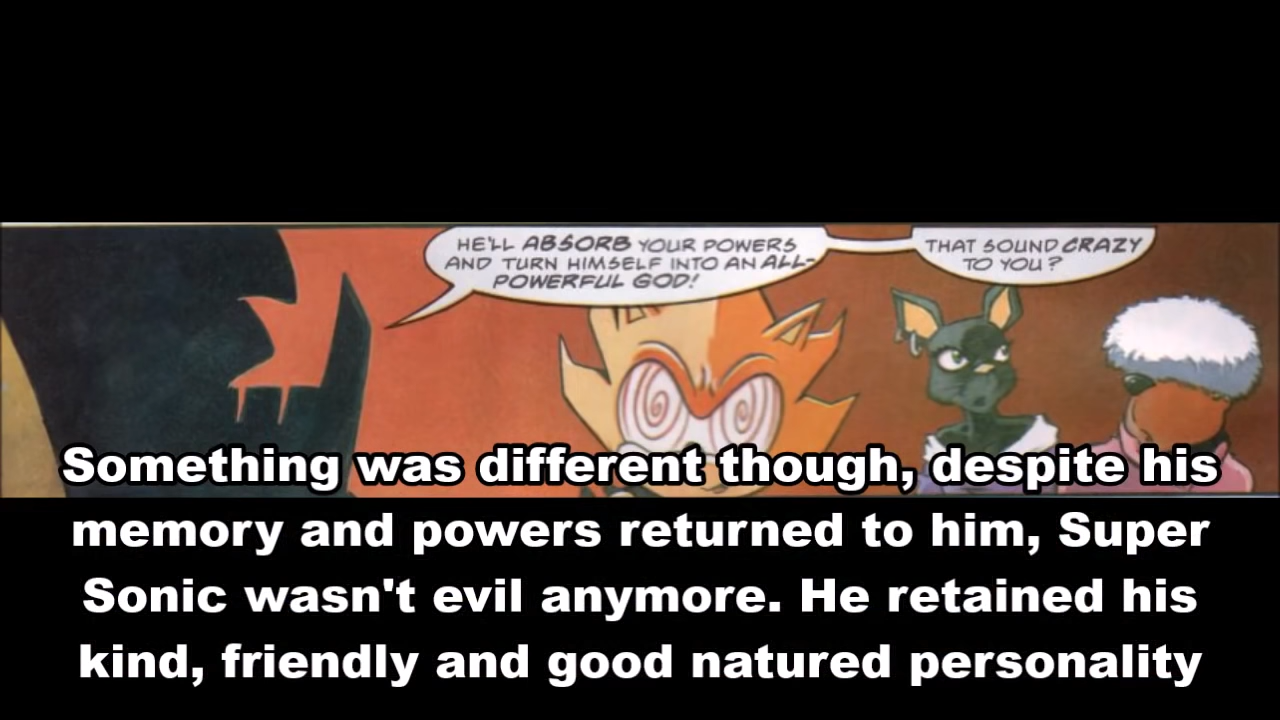 HE'LL ABSORB YOUR POWERS
AND TURN HIMSELF INTO AN ALL-
POWERFUL GOD!
THAT SOUND CRAZY
TO YOU?
Something was different though, despite his
memory and powers returned to him, Super
Sonic wasn't evil anymore. He retained his
kind, friendly and good natured personality